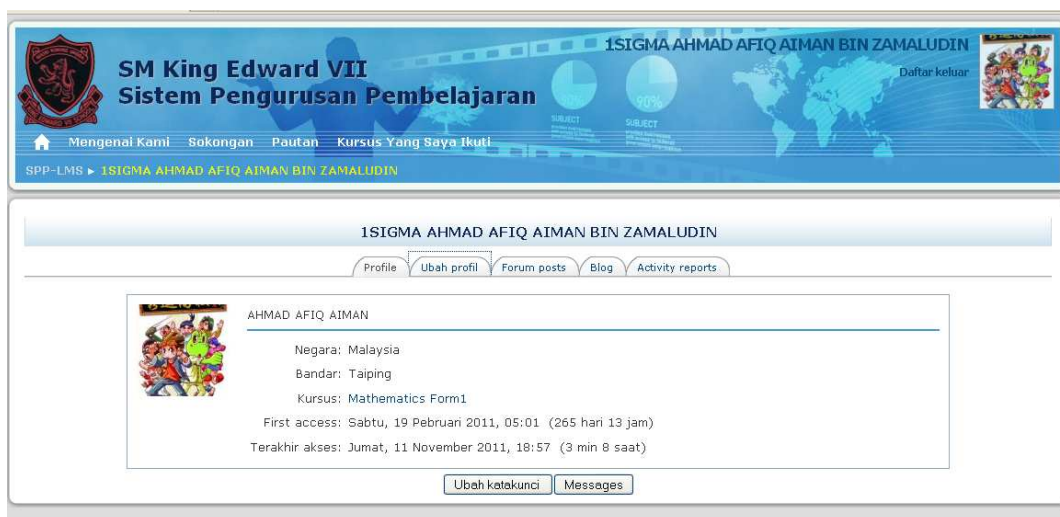 1SIGMA AHMAD AFIQ AIMAN BIN ZAMALUDIN
Daftar keluar
SM King Edward VII
Sistem Pengurusan Pembelajaran
90%
SUBJECT
SUBJECT
Mengenai Kami Sokongan Pautan Kursus Yang Saya Ikuti
SPP-LMS ► 1SIGMA AHMAD AFIQ AIMAN BIN ZAMALUDIN
1SIGMA AHMAD AFIQ AIMAN BIN ZAMALUDIN
Profile Ubah profil Forum posts Blog Activity reports
AHMAD AFIQ AIMAN
Negara: Malaysia
Bandar: Taiping
Kursus: Mathematics Form1
First access: Sabtu, 19 Pebruari 2011, 05:01 (265 hari 13 jam)
Terakhir akses: Jumat, 11 November 2011, 18:57 (3 min 8 saat)
Ubah katakunci Messages